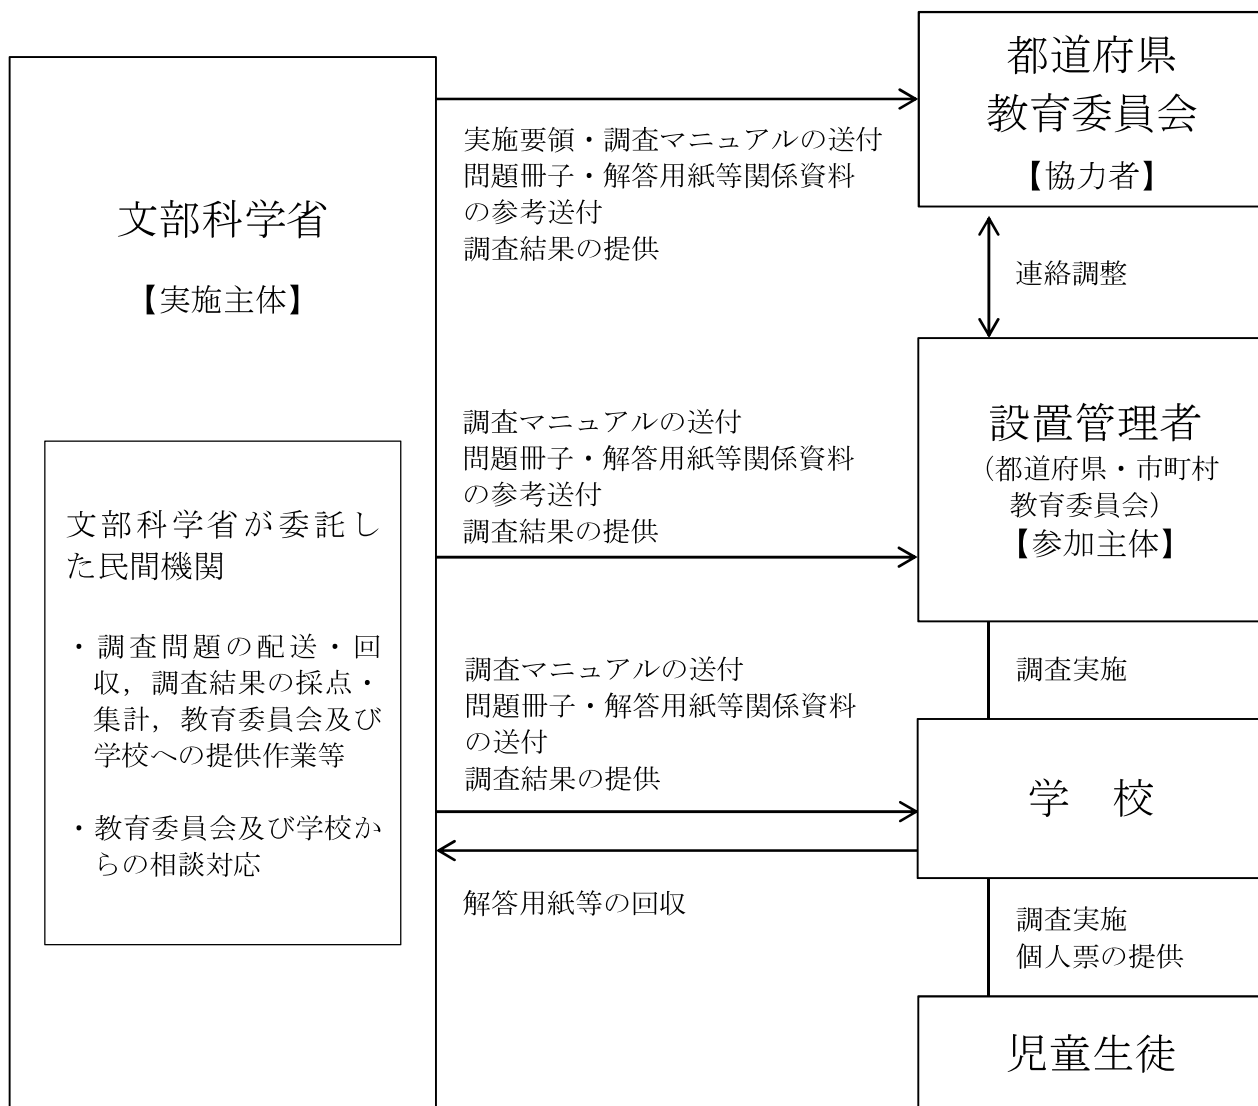 文部科学省
【実施主体】
文部科学省が委託し
た民間機関
・調査問題の配送・回
収，調査結果の採点・
集計，教育委員会及び
学校への提供作業等
・教育委員会及び学校か
らの相談対応
実施要領・調査マニュアルの送付
問題冊子・解答用紙等関係資料
の参考送付
調査結果の提供
都道府県
教育委員会
【協力者】
連絡調整
調査マニュアルの送付
問題冊子・解答用紙等関係資料
の参考送付
調査結果の提供
設置管理者
（都道府県・市町村
教育委員会）
【参加主体】
調査実施
調査マニュアルの送付
問題冊子・解答用紙等関係資料
の送付
調査結果の提供
学　校
解答用紙等の回収
調査実施
個人票の提供
児童生徒